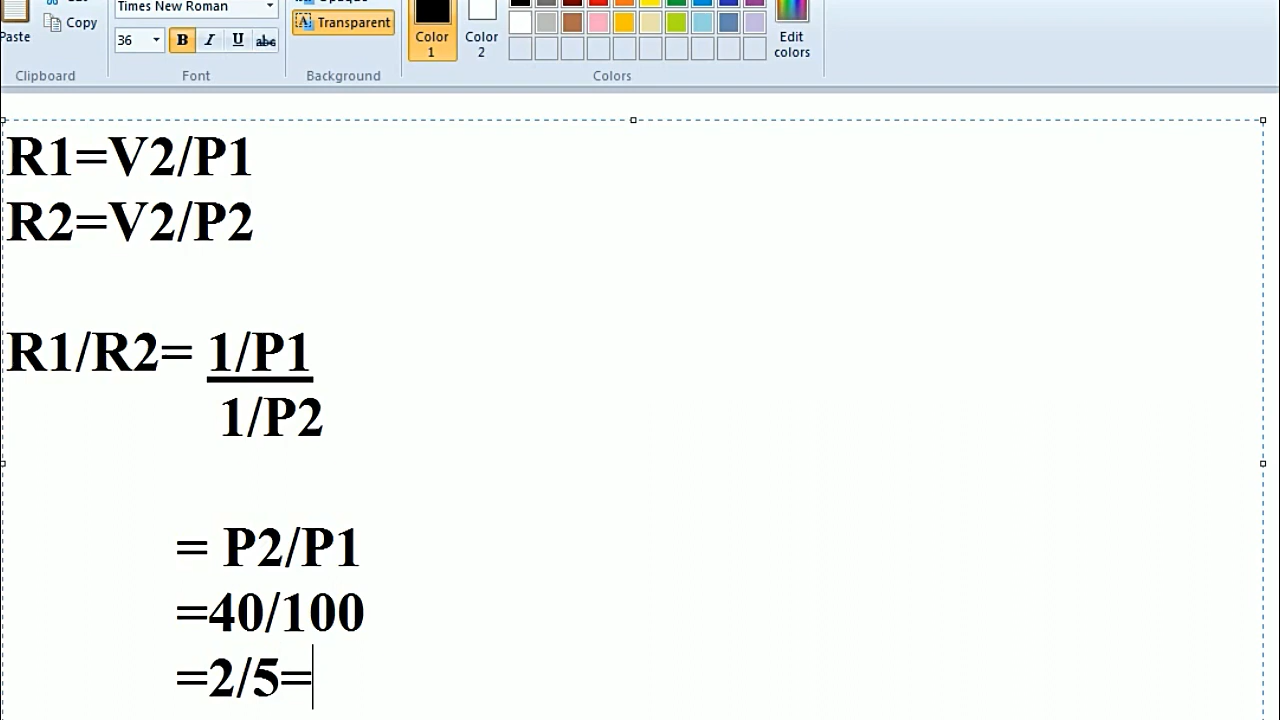 Times New Roman
Copy
Paste
36
B I U abc
Transparent
Color 1
Color 2
Edit colors
Clipboard
Font
Background
Colors
R1=V2/P1
R2=V2/P2
R1/R2= 1/P1
1/P2
= P2/P1
=40/100
=2/5=